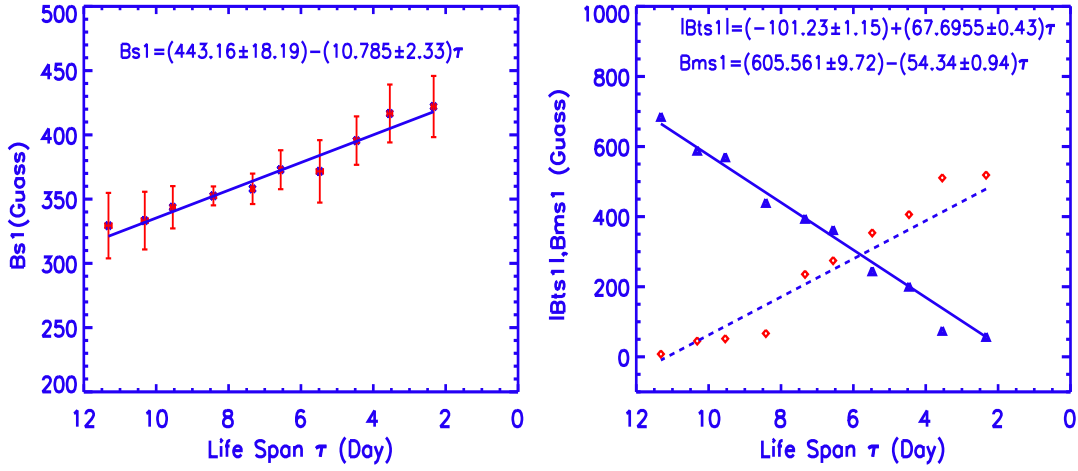 Bs1=(443.16±18.19)−(10.785±2.33)τ
Bs1(Guass)
500
450
400
350
300
250
200
12 10 8 6 4 2 0
Life Span τ (Day)
|Bts1|=(−101.23±1.15)+(67.6955±0.43)τ
Bms1=(605.561±9.72)−(54.34±0.94)τ
|Bts1|,Bms1 (Guass)
1000
800
600
400
200
0
12 10 8 6 4 2 0
Life Span τ (Day)